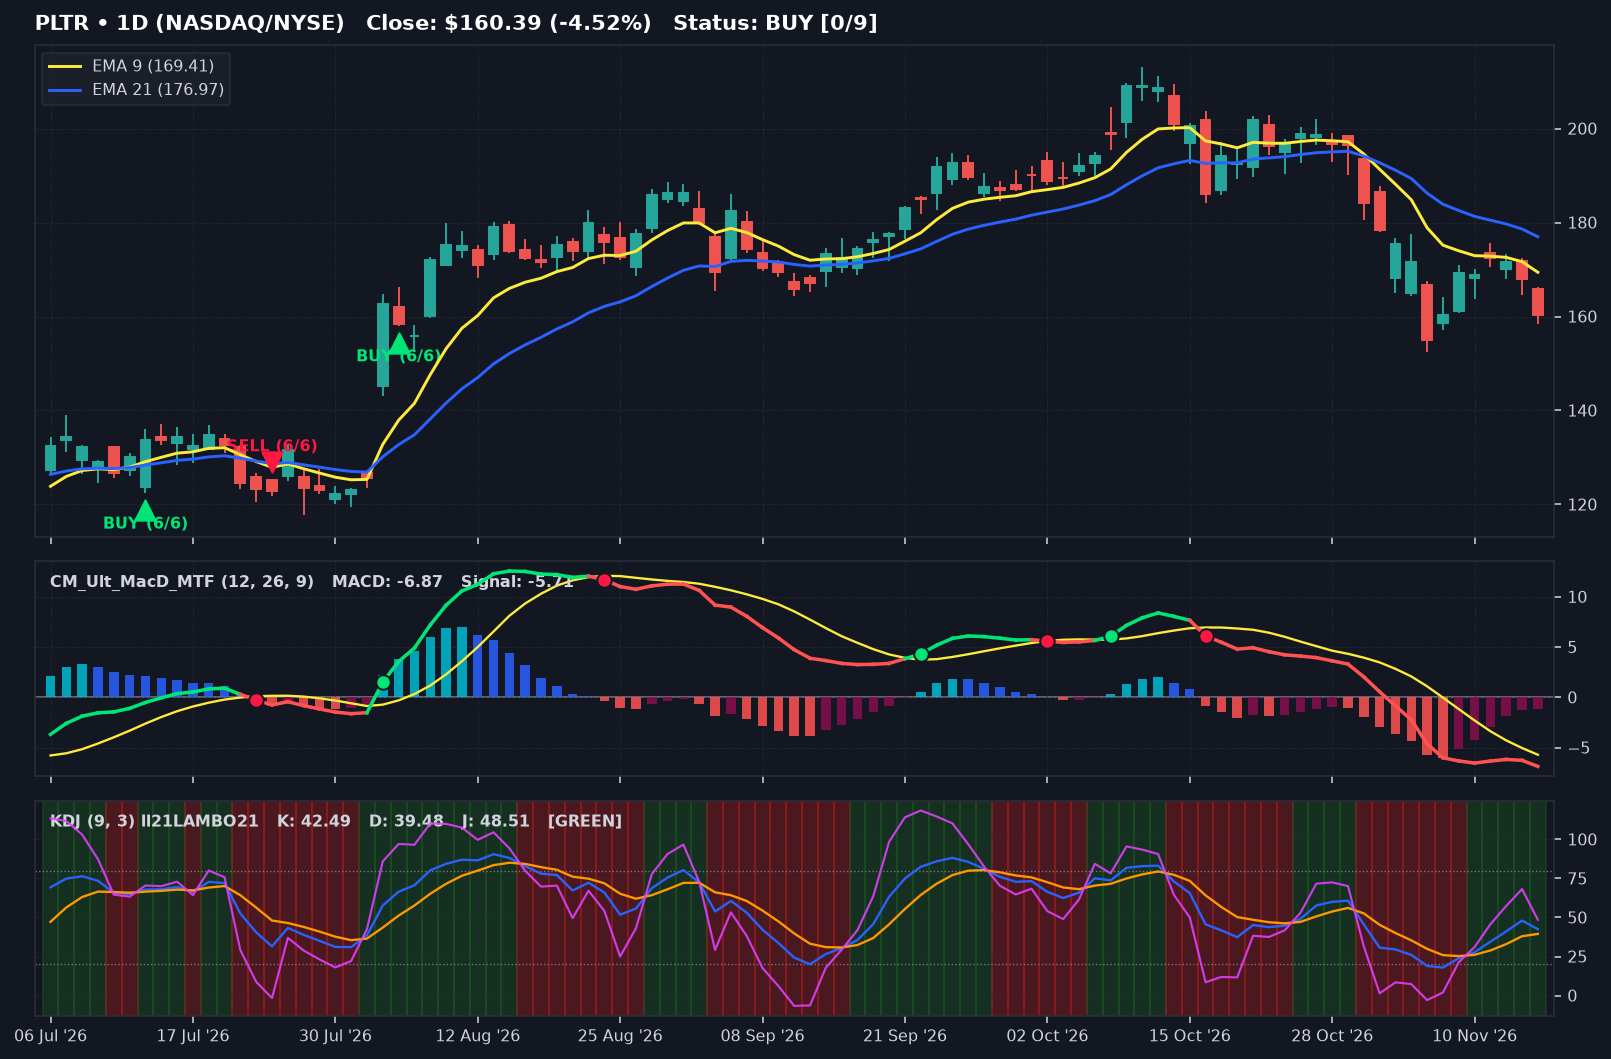 PLTR • 1D (NASDAQ/NYSE)   Close: $160.39 (-4.52%)   Status: BUY [0/9]
EMA 9 (169.41)
EMA 21 (176.97)
200
180
160
140
120
BUY (6/6)
SELL (6/6)
BUY (6/6)
CM_Ult_MacD_MTF (12, 26, 9)   MACD: -6.87   Signal: -5.71
10
5
0
−5
KDJ (9, 3) II21LAMBO21   K: 42.49   D: 39.48   J: 48.51   [GREEN]
100
75
50
25
0
06 Jul '26
17 Jul '26
30 Jul '26
12 Aug '26
25 Aug '26
08 Sep '26
21 Sep '26
02 Oct '26
15 Oct '26
28 Oct '26
10 Nov '26